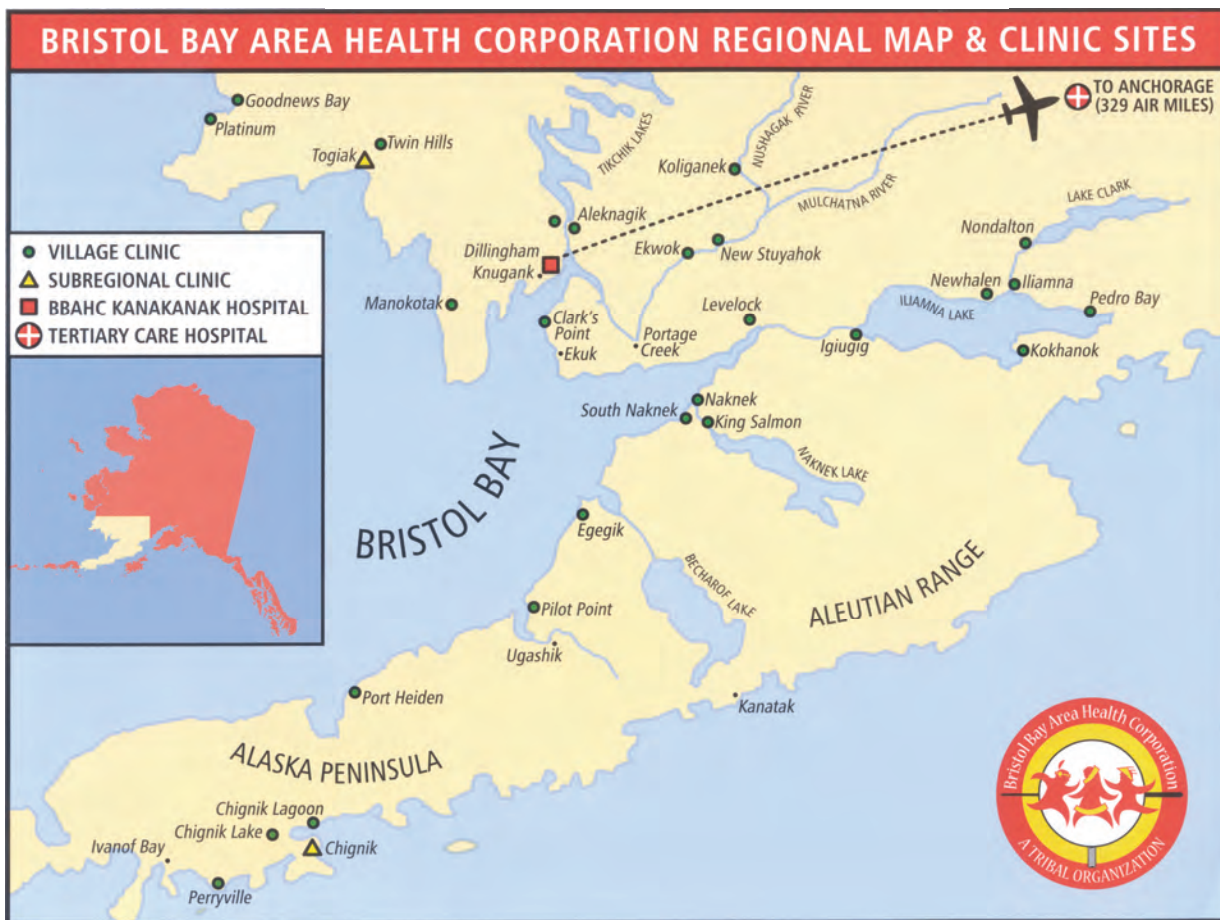 BRISTOL BAY AREA HEALTH CORPORATION REGIONAL MAP & CLINIC SITES
Goodnews Bay
Platinum
Togiak
Twin Hills
TIKCHIK LAKES
NUSHAGAK RIVER
Koliganek
MULCHATNA RIVER
TO ANCHORAGE
(329 AIR MILES)
LAKE CLARK
Nondalton
Aleknagik
Dillingham
Knugank
Ekwok
New Stuyahok
Newhalen
Iliamna
Pedro Bay
ILIAMNA LAKE
Manokotak
Clark's
Point
Ekuk
Portage
Creek
Levelock
Igiugig
Kokhanok
VILLAGE CLINIC
SUBREGIONAL CLINIC
BBAHC KANAKANAK HOSPITAL
TERTIARY CARE HOSPITAL
Naknek
South Naknek
King Salmon
NAKNEK LAKE
BRISTOL BAY
Egegik
BECHAROF LAKE
ALEUTIAN RANGE
Pilot Point
Ugashik
Kanatak
Port Heiden
ALASKA PENINSULA
Chignik Lagoon
Chignik Lake
Chignik
Ivanof Bay
Perryville
Bristol Bay Area Health Corporation
A TRIBAL ORGANIZATION